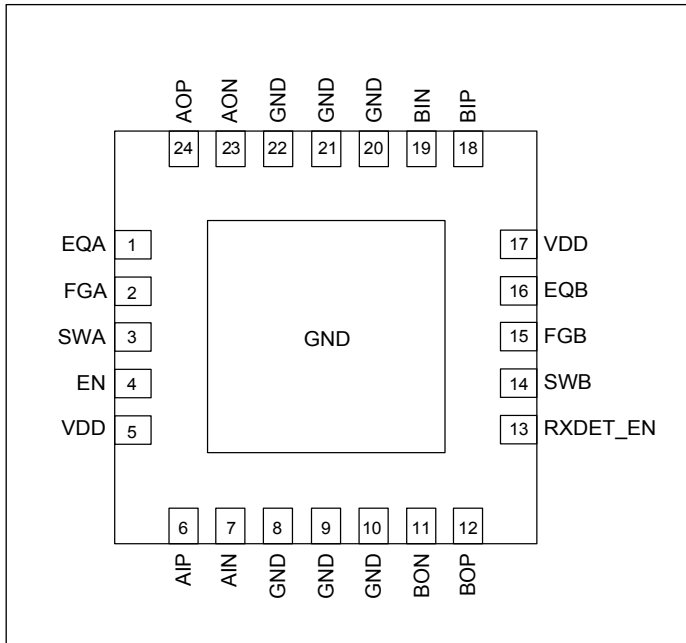 AOP
AON
GND
GND
GND
BIN
BIP
24
23
22
21
20
19
18
EQA 1
FGA 2
SWA 3
EN 4
VDD 5
GND
17 VDD
16 EQB
15 FGB
14 SWB
13 RXDET_EN
6
7
8
9
10
11
12
AIP
AIN
GND
GND
GND
BON
BOP